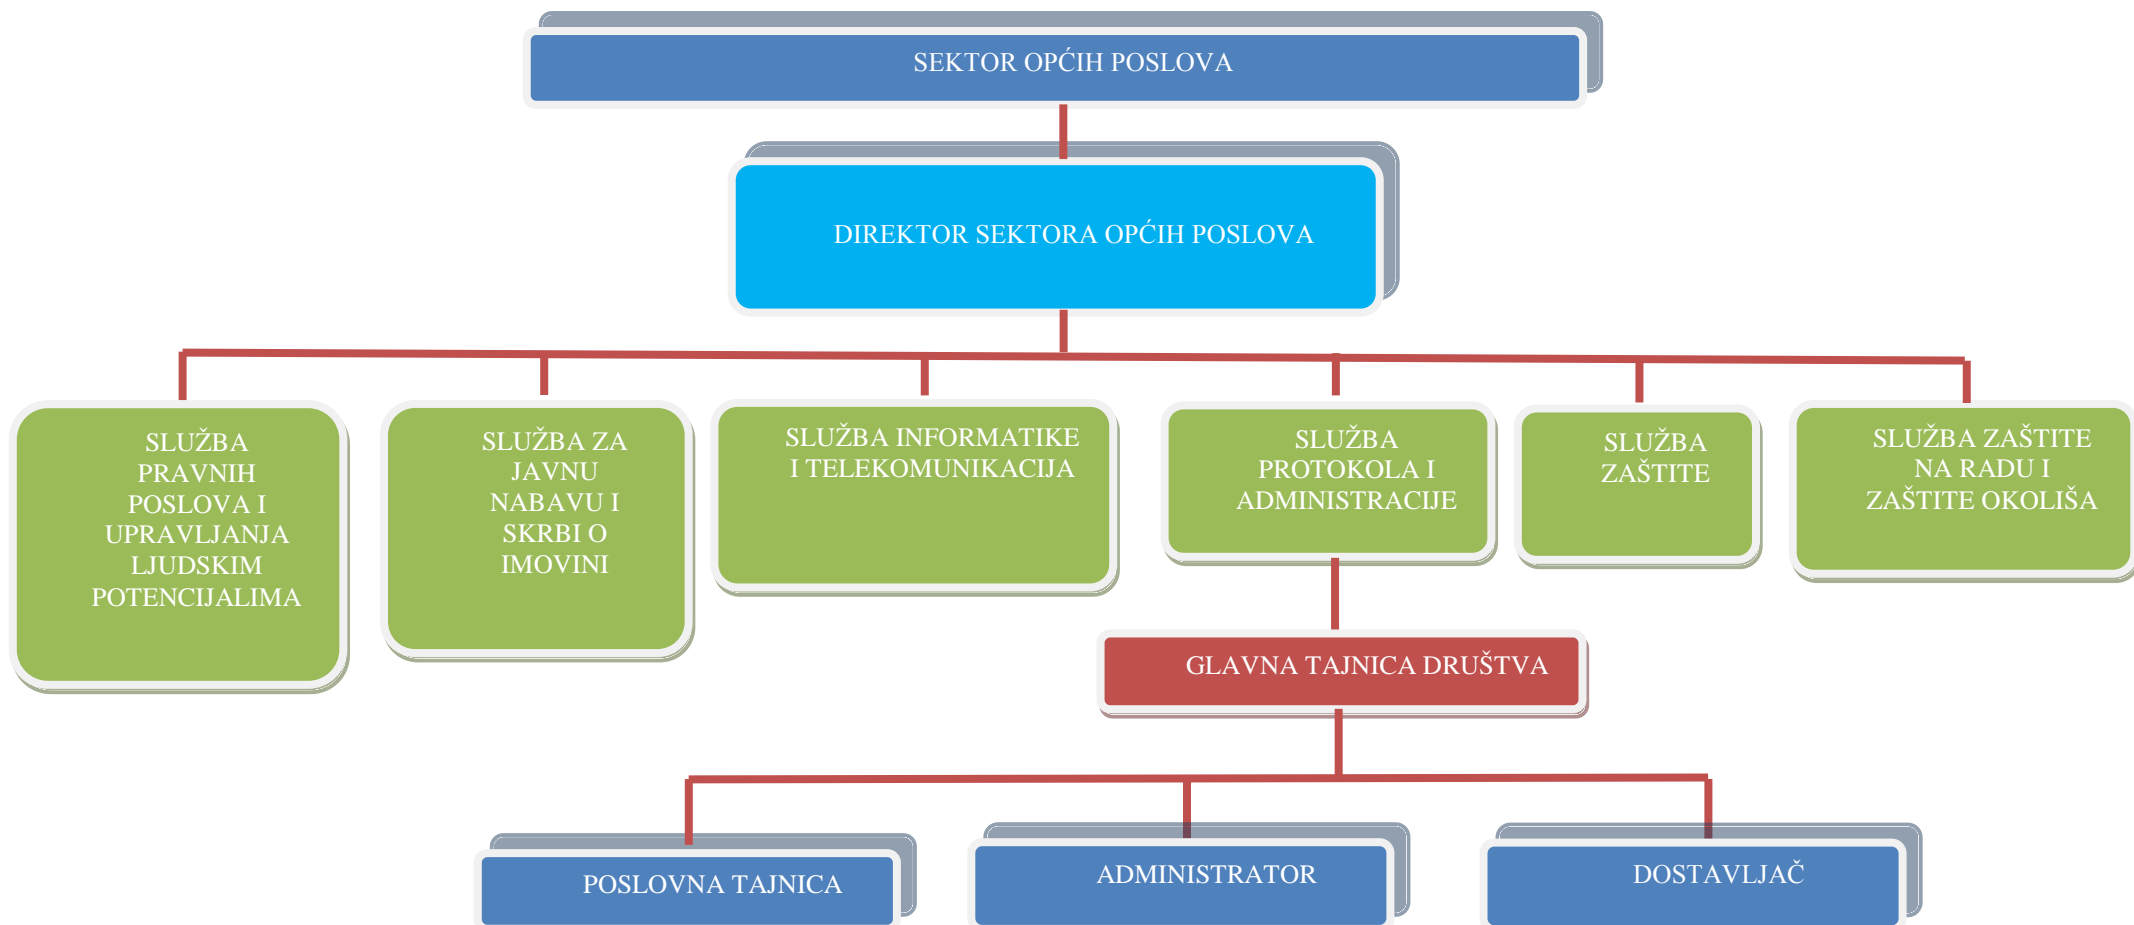 SEKTOR OPĆIH POSLOVA
DIREKTOR SEKTORA OPĆIH POSLOVA
SLUŽBA
PRAVNIH
POSLOVA I
UPRAVLJANJA
LJUDSKIM
POTENCIJALIMA
SLUŽBA ZA
JAVNU
NABAVU I
SKRBI O
IMOVINI
SLUŽBA INFORMATIKE
I TELEKOMUNIKACIJA
SLUŽBA
PROTOKOLA I
ADMINISTRACIJE
SLUŽBA
ZAŠTITE
SLUŽBA ZAŠTITE
NA RADU I
ZAŠTITE OKOLIŠA
GLAVNA TAJNICA DRUŠTVA
POSLOVNA TAJNICA
ADMINISTRATOR
DOSTAVLJAČ